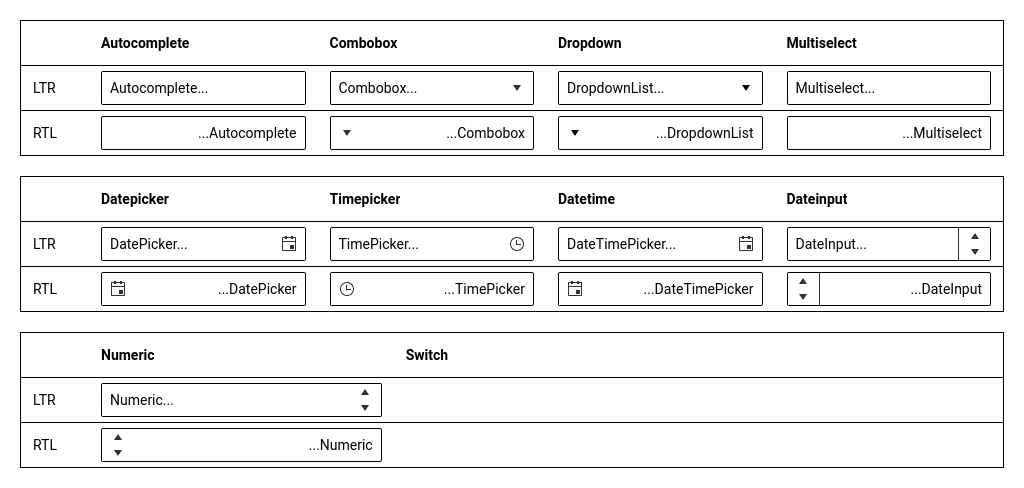 Autocomplete Combobox Dropdown Multiselect
LTR Autocomplete... Combobox... DropdownList... Multiselect...
RTL ...Autocomplete ...Combobox ...DropdownList ...Multiselect
Datepicker Timepicker Datetime Dateinput
LTR DatePicker... TimePicker... DateTimePicker... DateInput...
RTL ...DatePicker ...TimePicker ...DateTimePicker ...DateInput
Numeric Switch
LTR Numeric...
RTL ...Numeric